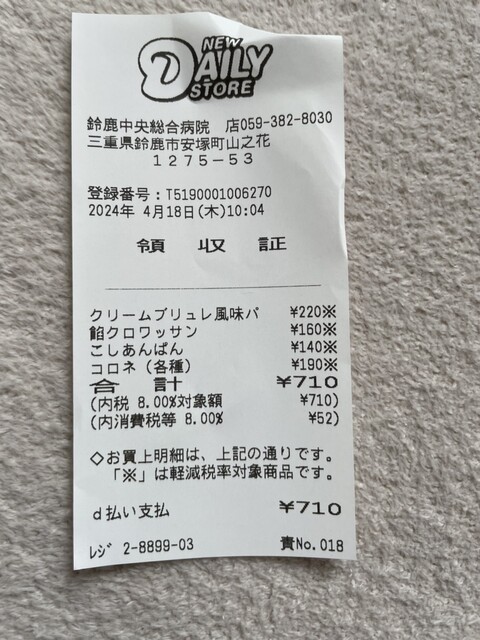 NEW
DAILY
STORE
鈴鹿中央総合病院 店059-382-8030
三重県鈴鹿市安塚町山之花
1275-53
登録番号:T5190001006270
2024年 4月18日(木)10:04
領収証
クリームブリュレ風味パ ¥220※
餡クロワッサン ¥160※
こしあんぱん ¥140※
コロネ(各種) ¥190※
合計 ¥710
(内税 8.00%対象額 ¥710)
(内消費税等 8.00% ¥52)
◇お買上明細は、上記の通りです。
「※」は軽減税率対象商品です。
d払い支払 ¥710
レジ 2-8899-03 責No.018